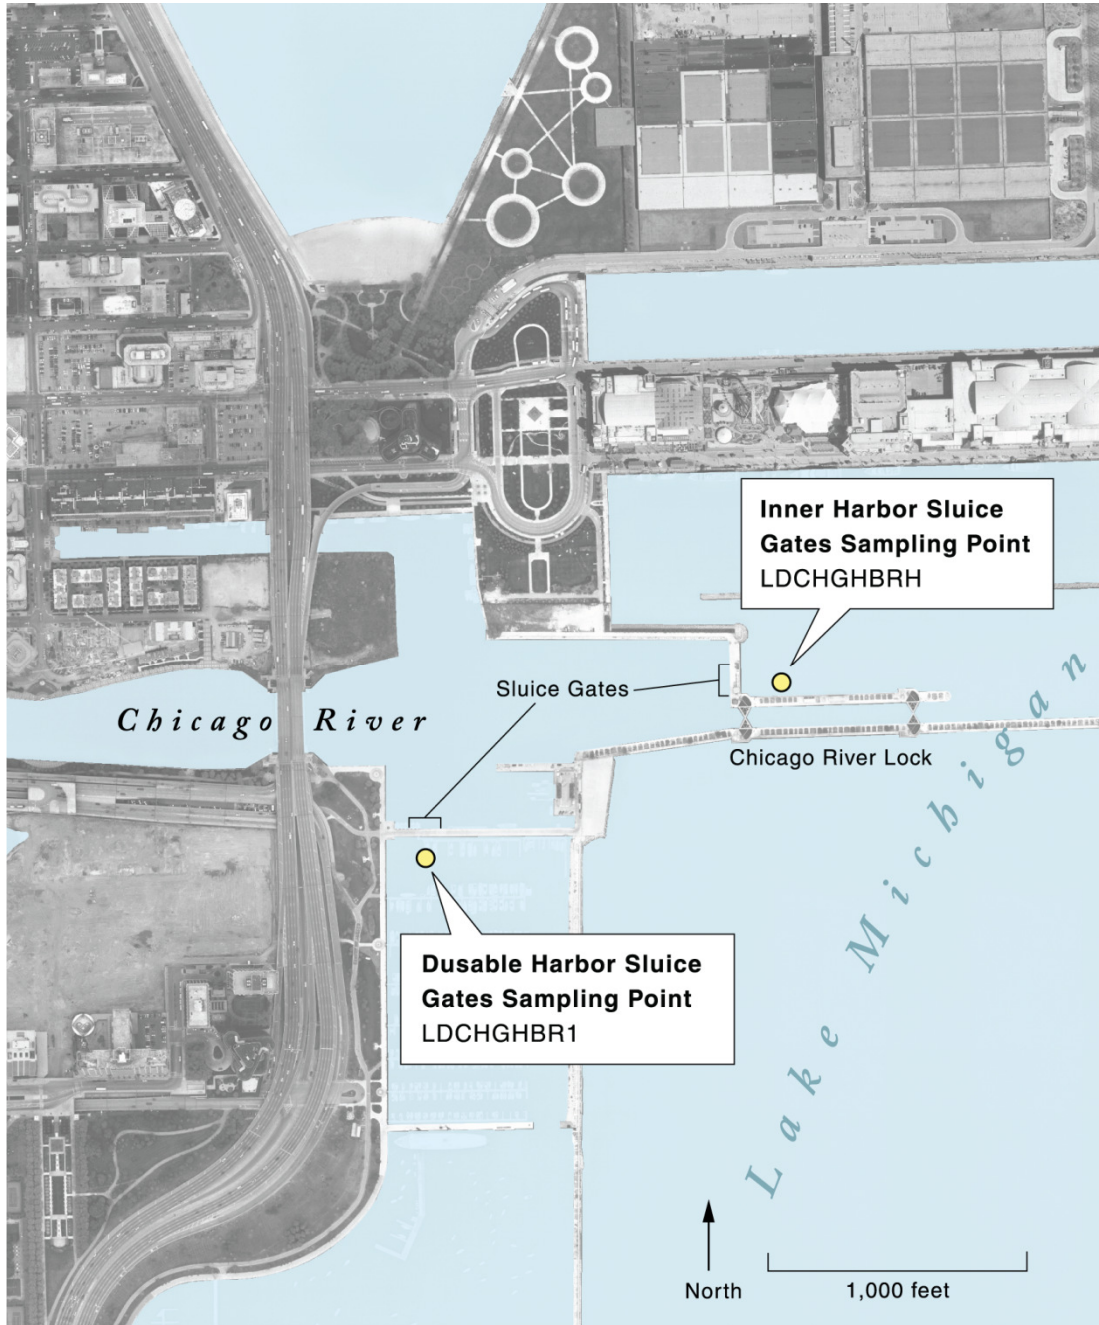 Inner Harbor Sluice
Gates Sampling Point
LDCHGHBRH
Sluice Gates
Chicago River
Chicago River Lock
Dusable Harbor Sluice
Gates Sampling Point
LDCHGHBR1
Lake Michigan
North
1,000 feet